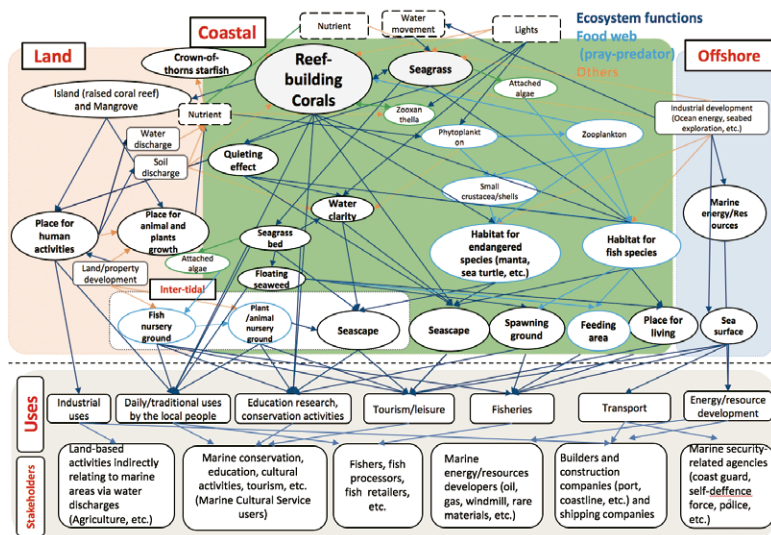 Nutrient
Water
movement
Lights
Ecosystem functions
Food web
(pray-predator)
Others
Land
Coastal
Offshore
Crown-of-
thorns starfish
Reef-
building
Corals
Seagrass
Attached
algae
Island (raised coral reef)
and Mangrove
Nutrient
Zooxan
thella
Industrial development
(Ocean energy, seabed
exploration, etc.)
Water
discharge
Phytoplankt
on
Zooplankton
Soil
discharge
Quieting
effect
Small
crustacea/shells
Marine
energy/Res
ources
Water
clarity
Place for
human
activities
Place for
animal and
plants
growth
Seagrass
bed
Habitat for
endangered
species (manta,
sea turtle, etc.)
Habitat for
fish species
Attached
algae
Land/property
development
Floating
seaweed
Inter-tidal
Fish
nursery
ground
Plant
/animal
nursery
ground
Seascape
Seascape
Spawning
ground
Feeding
area
Place for
living
Sea
surface
Uses
Industrial
uses
Daily/traditional uses
by the local people
Education research,
conservation activities
Tourism/leisure
Fisheries
Transport
Energy/resource
development
Stakeholders
Land-based
activities indirectly
relating to marine
areas via water
discharges
(Agriculture, etc.)
Marine conservation,
education, cultural
activities, tourism, etc.
(Marine Cultural Service
users)
Fishers, fish
processors,
fish retailers,
etc.
Marine
energy/resources
developers (oil,
gas, windmill, rare
materials, etc.)
Builders and
construction
companies (port,
coastline, etc.) and
shipping companies
Marine security-
related agencies
(coast guard,
self-deffence
force, police,
etc.)